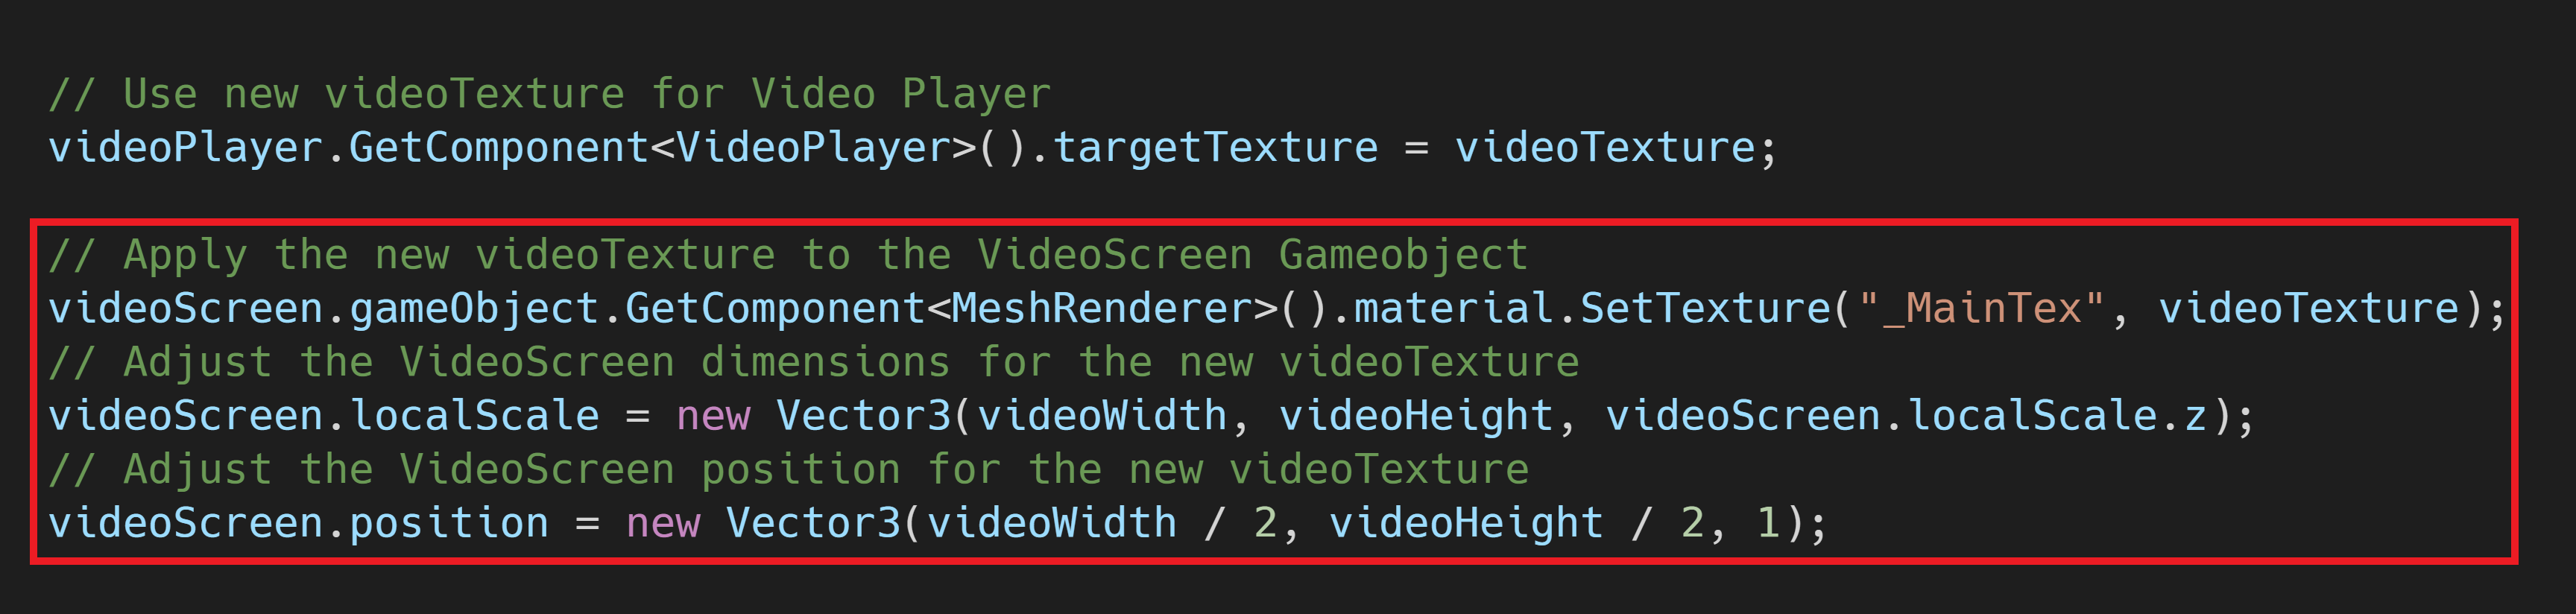 // Use new videoTexture for Video Player
videoPlayer.GetComponent<VideoPlayer>().targetTexture = videoTexture;
// Apply the new videoTexture to the VideoScreen Gameobject
videoScreen.gameObject.GetComponent<MeshRenderer>().material.SetTexture("_MainTex", videoTexture);
// Adjust the VideoScreen dimensions for the new videoTexture
videoScreen.localScale = new Vector3(videoWidth, videoHeight, videoScreen.localScale.z);
// Adjust the VideoScreen position for the new videoTexture
videoScreen.position = new Vector3(videoWidth / 2, videoHeight / 2, 1);